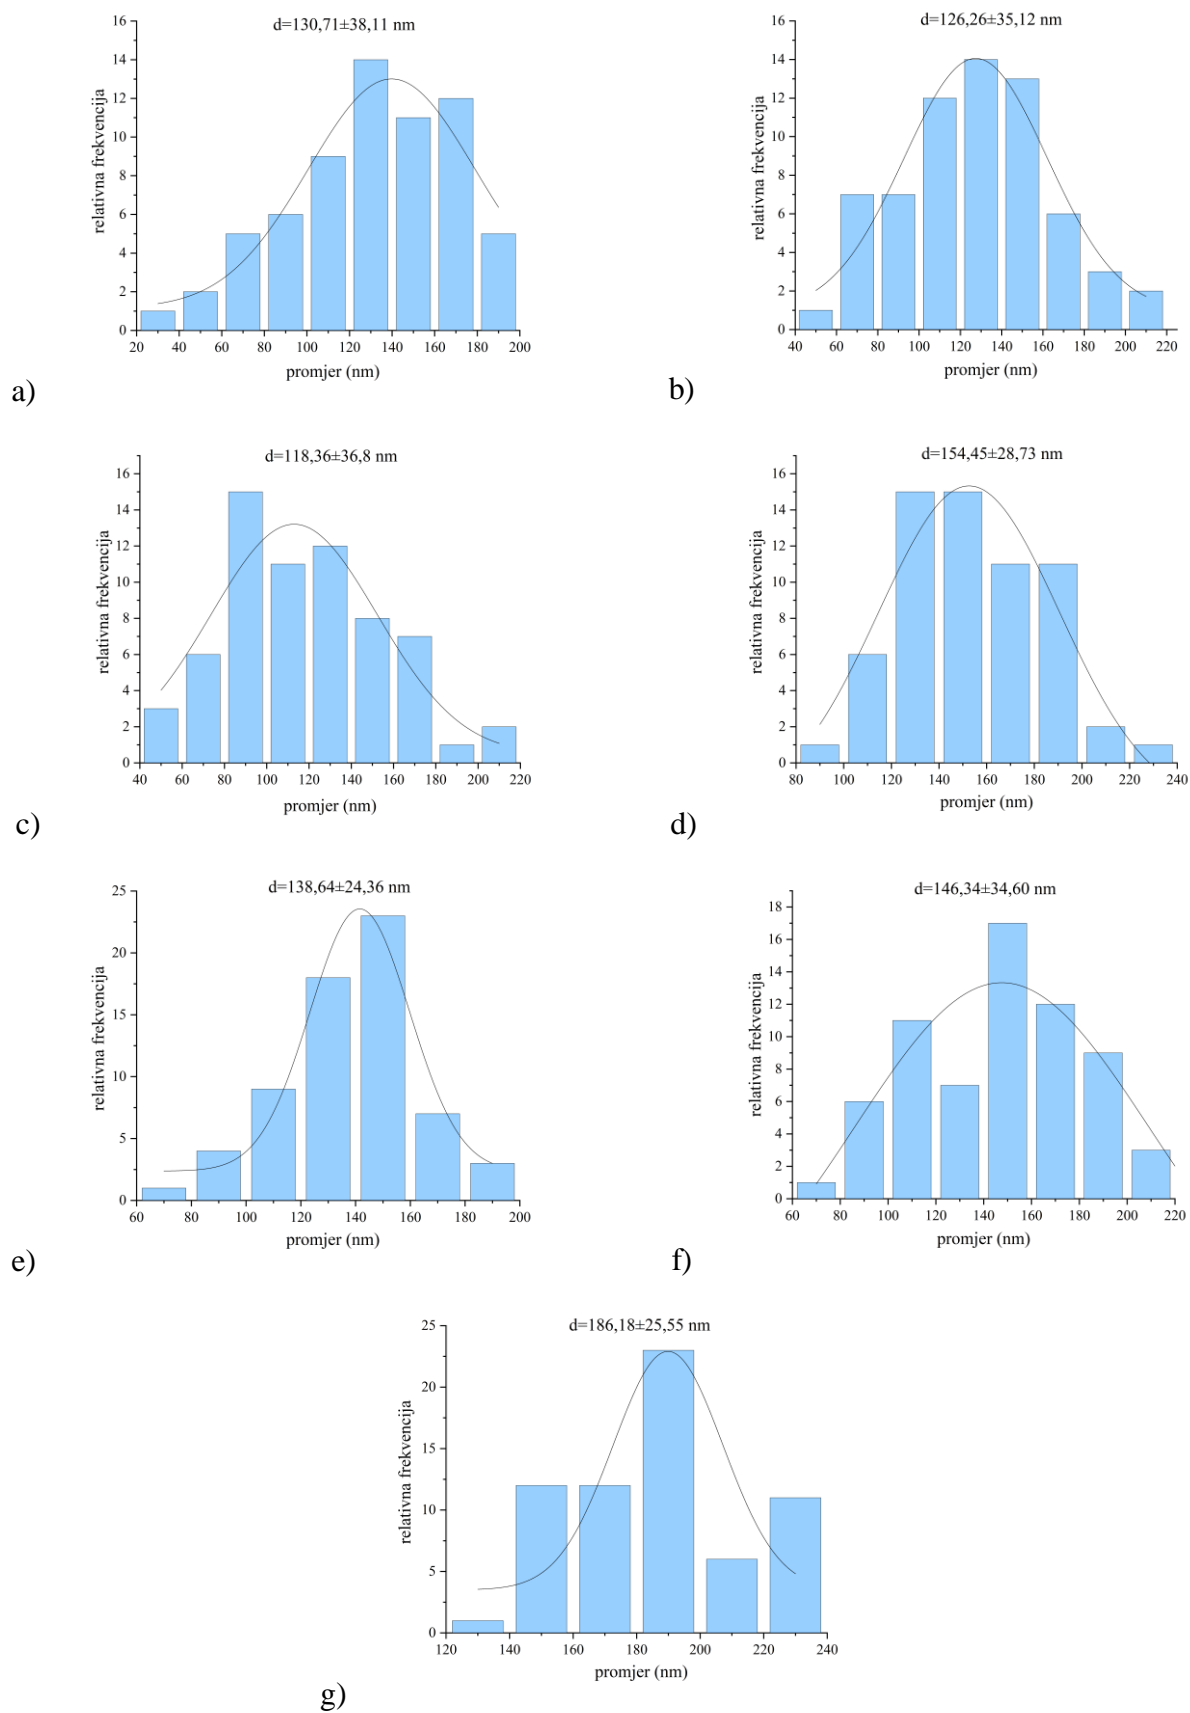 d=130,71±38,11 nm
relativna frekvencija
16
14
12
10
8
6
4
2
0
20 40 60 80 100 120 140 160 180 200
promjer (nm)
a)
d=126,26±35,12 nm
relativna frekvencija
16
14
12
10
8
6
4
2
0
40 60 80 100 120 140 160 180 200 220
promjer (nm)
b)
d=118,36±36,8 nm
relativna frekvencija
16
14
12
10
8
6
4
2
0
40 60 80 100 120 140 160 180 200 220
promjer (nm)
c)
d=154,45±28,73 nm
relativna frekvencija
16
14
12
10
8
6
4
2
0
80 100 120 140 160 180 200 220 240
promjer (nm)
d)
d=138,64±24,36 nm
relativna frekvencija
25
20
15
10
5
0
60 80 100 120 140 160 180 200
promjer (nm)
e)
d=146,34±34,60 nm
relativna frekvencija
18
16
14
12
10
8
6
4
2
0
60 80 100 120 140 160 180 200 220
promjer (nm)
f)
d=186,18±25,55 nm
relativna frekvencija
25
20
15
10
5
0
120 140 160 180 200 220 240
promjer (nm)
g)